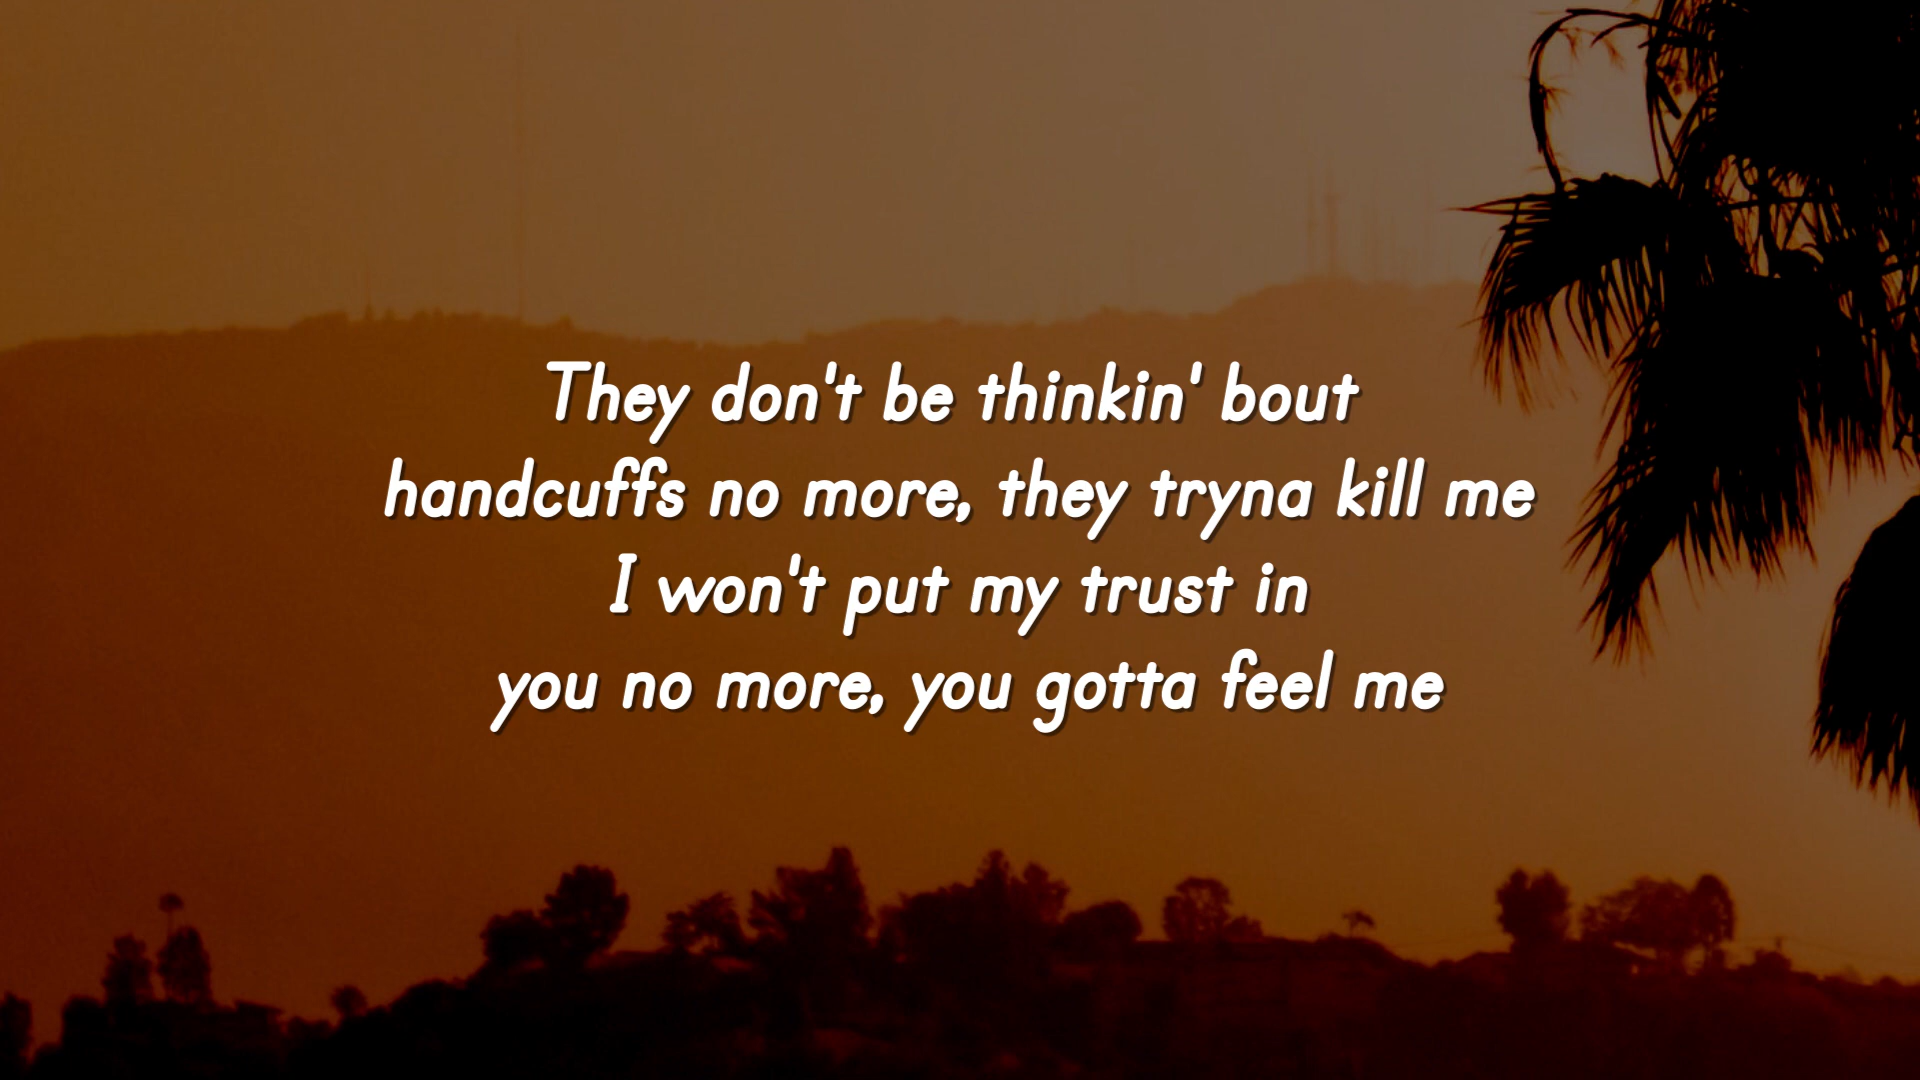 They don't be thinkin' bout
handcuffs no more, they tryna kill me
I won't put my trust in
you no more, you gotta feel me